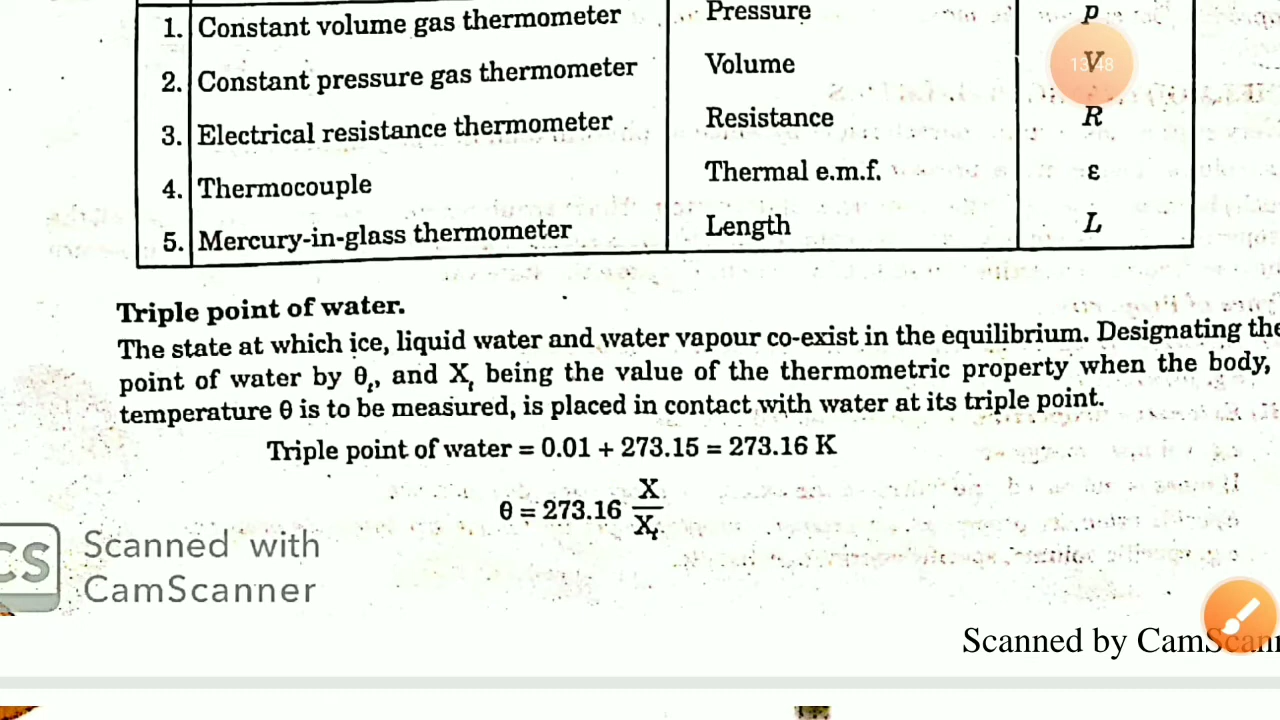 1. Constant volume gas thermometer Pressure p
2. Constant pressure gas thermometer Volume V
13:48
3. Electrical resistance thermometer Resistance R
4. Thermocouple Thermal e.m.f. ε
5. Mercury-in-glass thermometer Length L
Triple point of water.
The state at which ice, liquid water and water vapour co-exist in the equilibrium. Designating the
point of water by θₜ, and Xₜ being the value of the thermometric property when the body,
temperature θ is to be measured, is placed in contact with water at its triple point.
Triple point of water = 0.01 + 273.15 = 273.16 K
θ = 273.16 X/Xₜ
CS Scanned with
CamScanner
Scanned by CamScann